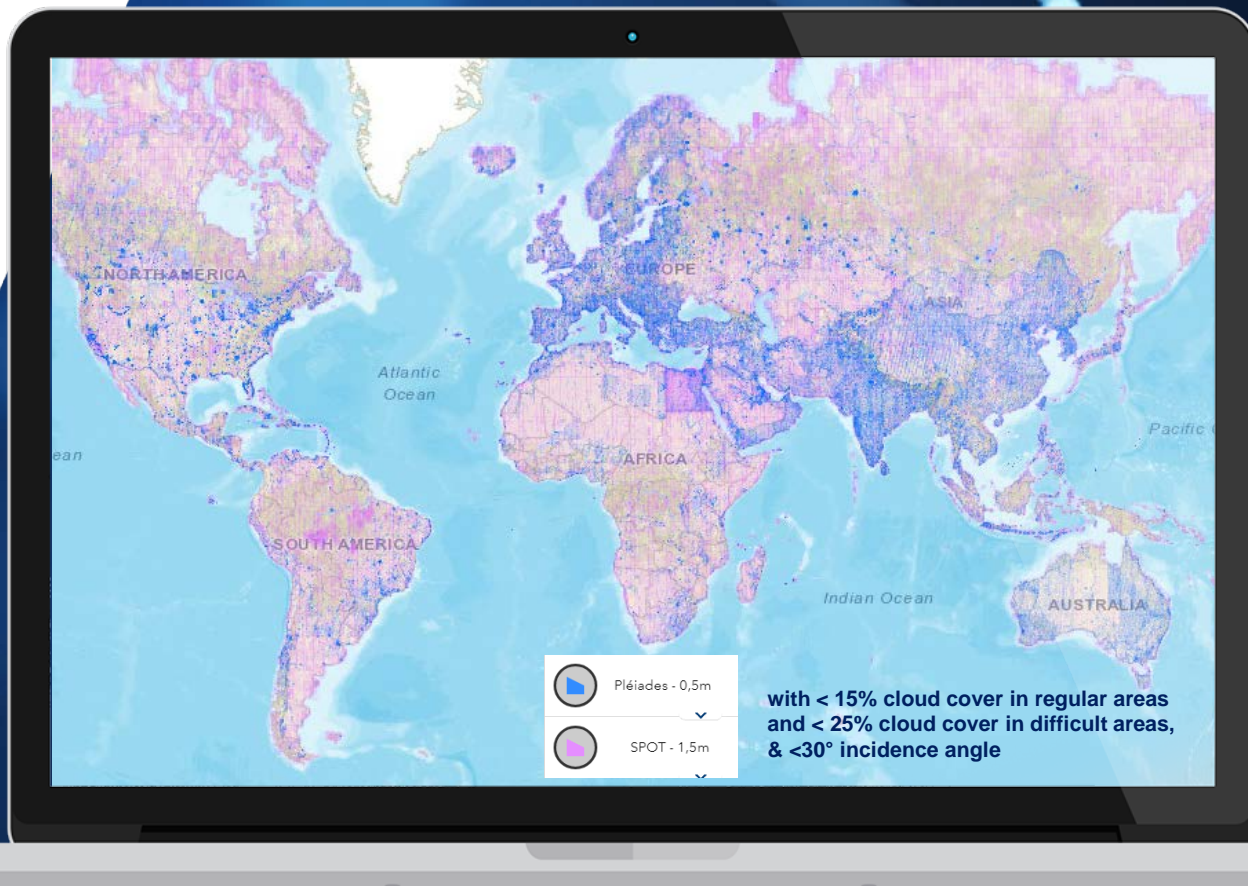 NORTH AMERICA
EUROPE
ASIA
Atlantic
Ocean
Pacific
ean
AFRICA
SOUTH AMERICA
Indian Ocean
AUSTRALIA
Pléiades - 0,5m
SPOT - 1,5m
with < 15% cloud cover in regular areas
and < 25% cloud cover in difficult areas,
& <30° incidence angle